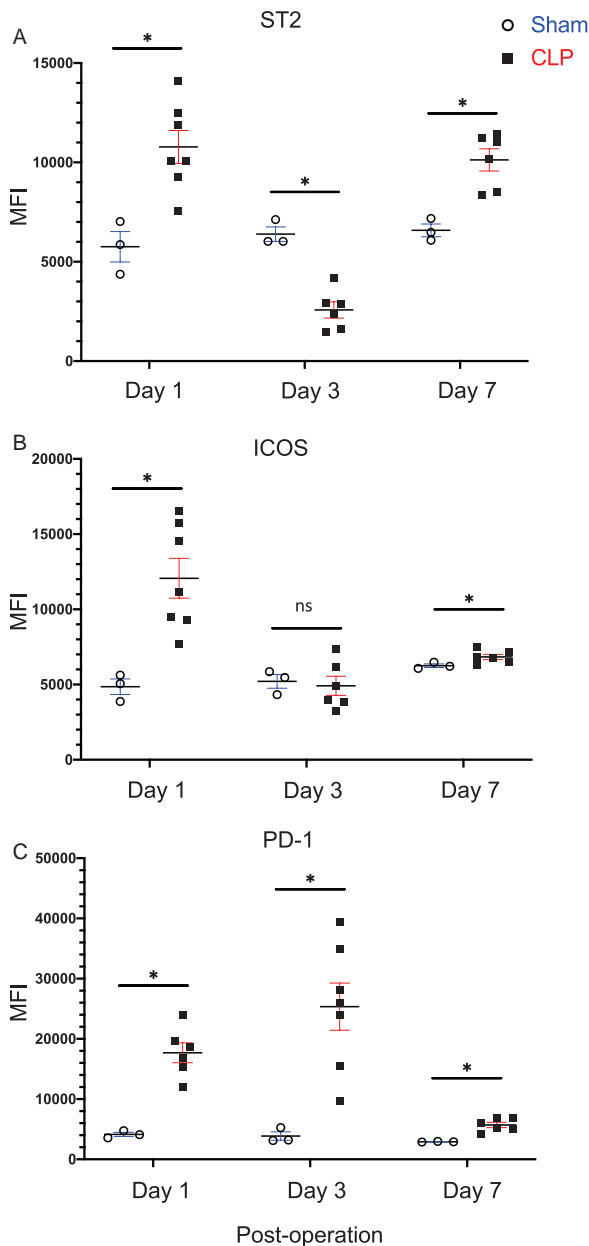 A
ST2
Sham
CLP
*
*
*
15000
10000
5000
0
MFI
Day 1
Day 3
Day 7
B
ICOS
*
ns
*
20000
15000
10000
5000
0
MFI
Day 1
Day 3
Day 7
C
PD-1
*
*
*
50000
40000
30000
20000
10000
0
MFI
Day 1
Day 3
Day 7
Post-operation